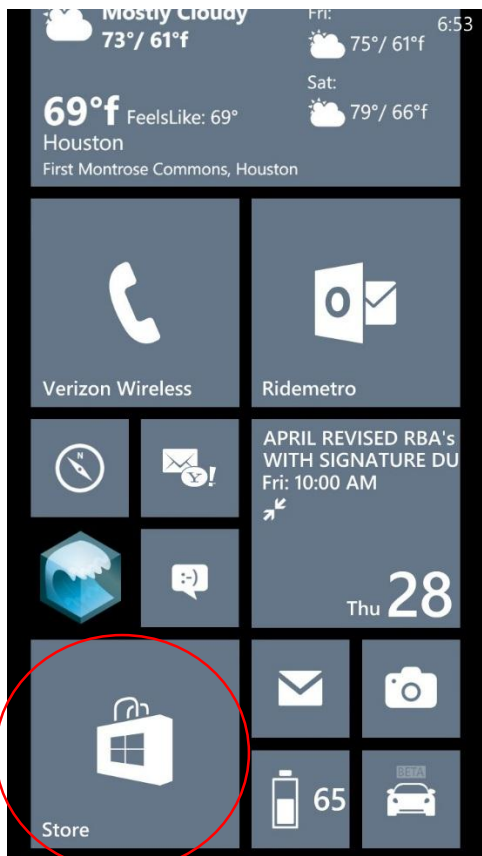 Mostly Cloudy
73°/ 61°f
Fri:
75°/ 61°f
6:53
Sat:
79°/ 66°f
69°f FeelsLike: 69°
Houston
First Montrose Commons, Houston
Verizon Wireless
O
Ridemetro
N
Y!
APRIL REVISED RBA's
WITH SIGNATURE DU
Fri: 10:00 AM
:-)
Thu 28
Store
65
BETA